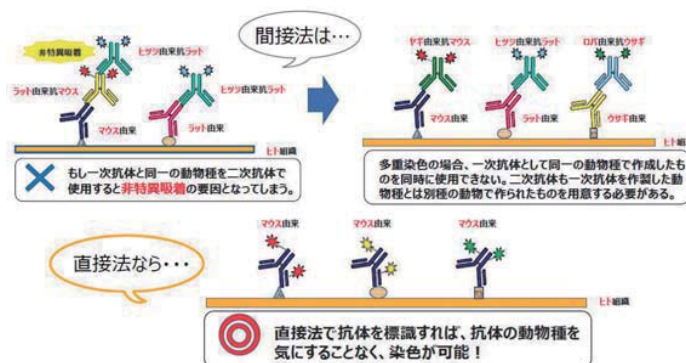 間接法は…
非特異吸着
ヒツジ由来抗ラット
ラット由来抗マウス
ヒツジ由来抗ラット
マウス由来
ラット由来
ヒト組織
もし一次抗体と同一の動物種を二次抗体で
使用すると非特異吸着の要因となってしまう。
ヤギ由来抗マウス
ヒツジ由来抗ラット
ロバ由来抗ウサギ
マウス由来
ラット由来
ウサギ由来
ヒト組織
多重染色の場合、一次抗体として同一の動物種で作成したも
のを同時に使用できない。二次抗体も一次抗体を作製した動
物種とは別種の動物で作られたものを用意する必要がある。
直接法なら・・・
マウス由来
マウス由来
マウス由来
ヒト組織
直接法で抗体を標識すれば、抗体の動物種を
気にすることなく、染色が可能！